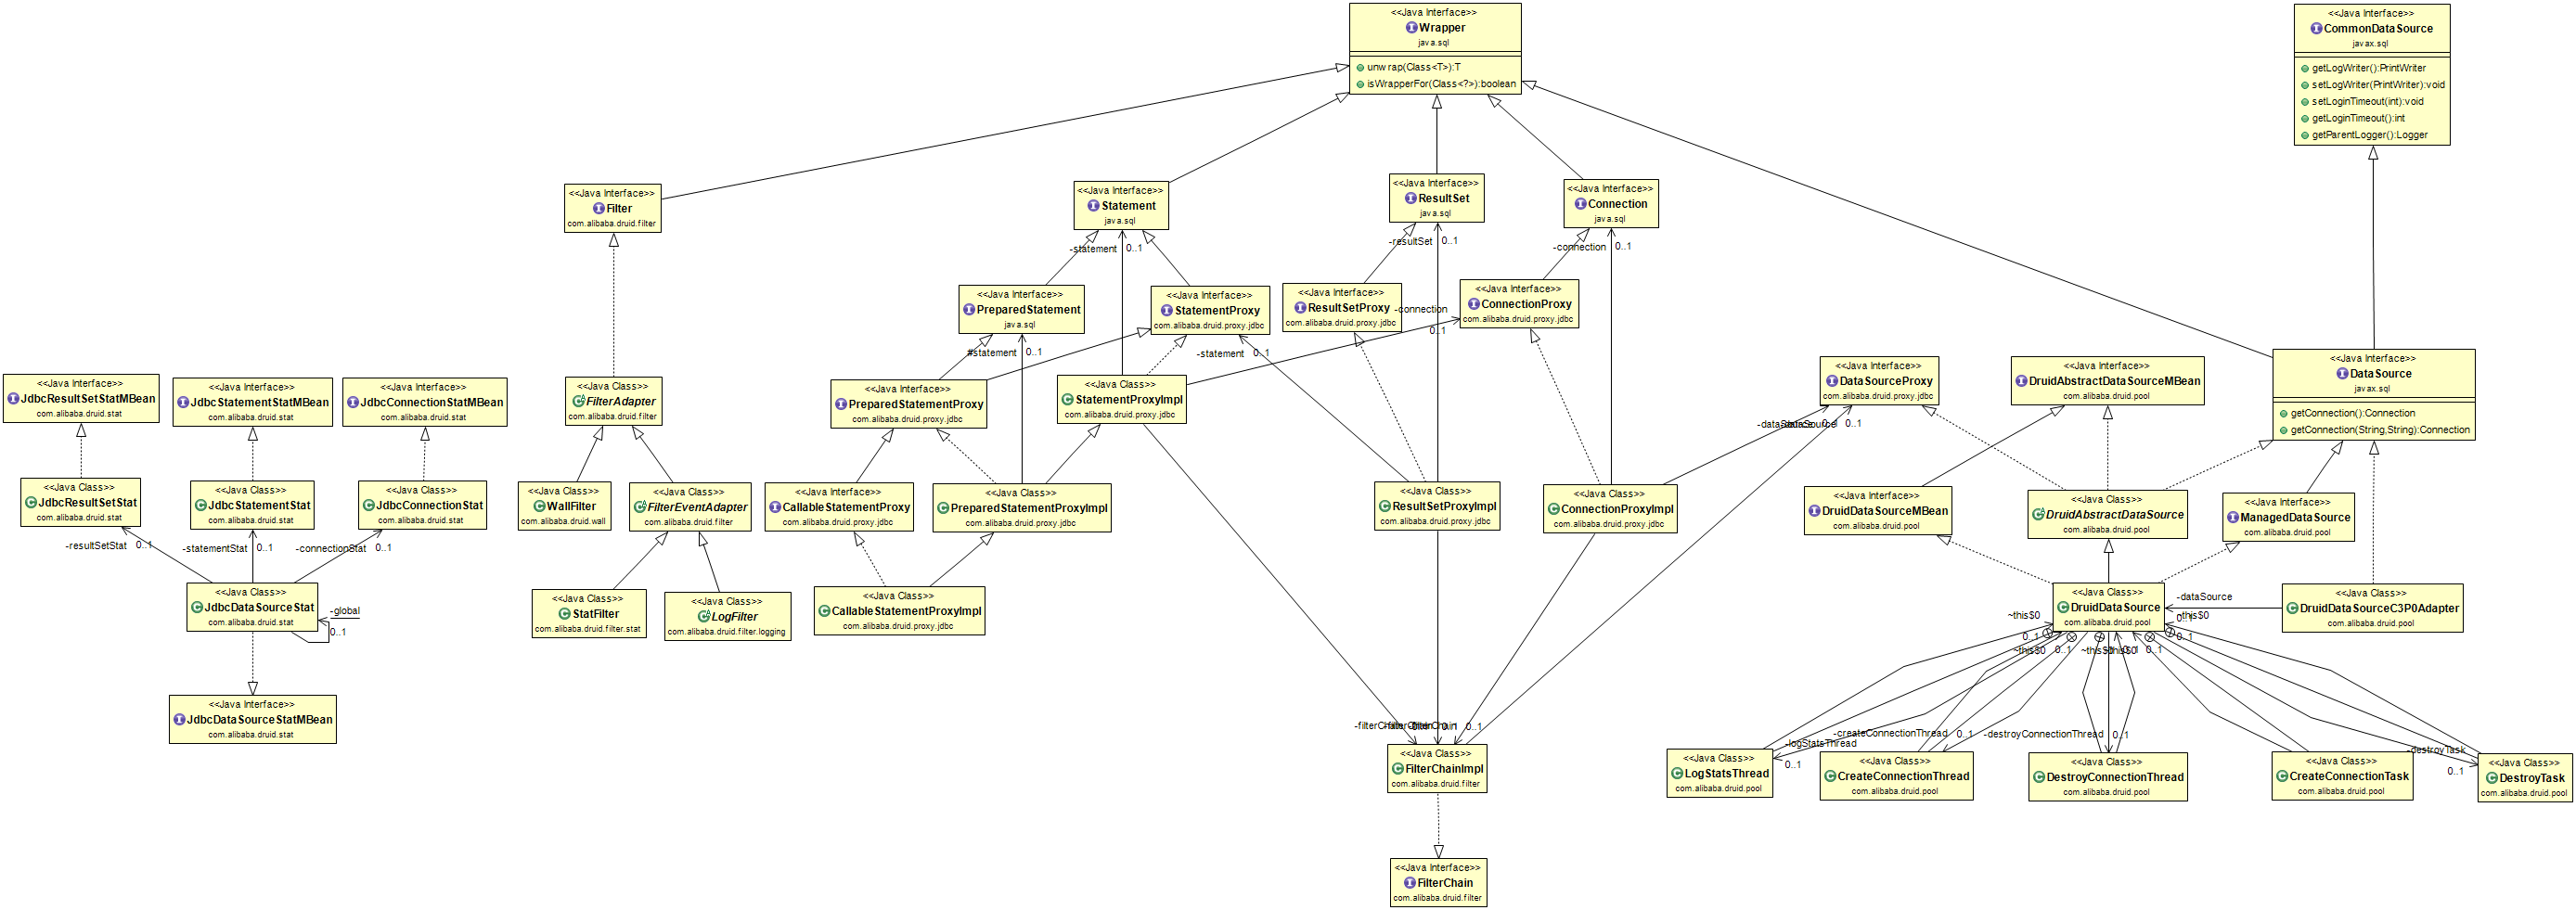 <<Java Interface>>
Wrapper
java.sql
unwrap(Class<T>):T
isWrapperFor(Class<?>):boolean
<<Java Interface>>
CommonDataSource
javax.sql
getLogWriter():PrintWriter
setLogWriter(PrintWriter):void
setLoginTimeout(int):void
getLoginTimeout():int
getParentLogger():Logger
<<Java Interface>>
Filter
com.alibaba.druid.filter
<<Java Interface>>
Statement
java.sql
<<Java Interface>>
ResultSet
java.sql
<<Java Interface>>
Connection
java.sql
-statement
0..1
-resultSet
0..1
-connection
0..1
<<Java Interface>>
PreparedStatement
java.sql
<<Java Interface>>
StatementProxy
com.alibaba.druid.proxy.jdbc
<<Java Interface>>
ResultSetProxy
com.alibaba.druid.proxy.jdbc
<<Java Interface>>
ConnectionProxy
com.alibaba.druid.proxy.jdbc
-connection
0..1
#statement
0..1
-statement
0..1
<<Java Interface>>
DataSource
javax.sql
getConnection():Connection
getConnection(String,String):Connection
<<Java Interface>>
JdbcResultSetStatMBean
com.alibaba.druid.stat
<<Java Interface>>
JdbcStatementStatMBean
com.alibaba.druid.stat
<<Java Interface>>
JdbcConnectionStatMBean
com.alibaba.druid.stat
<<Java Class>>
FilterAdapter
com.alibaba.druid.filter
<<Java Interface>>
PreparedStatementProxy
com.alibaba.druid.proxy.jdbc
<<Java Class>>
StatementProxyImpl
com.alibaba.druid.proxy.jdbc
<<Java Interface>>
DataSourceProxy
com.alibaba.druid.proxy.jdbc
<<Java Interface>>
DruidAbstractDataSourceMBean
com.alibaba.druid.pool
-dataSource
0..1
0..1
<<Java Class>>
JdbcResultSetStat
com.alibaba.druid.stat
<<Java Class>>
JdbcStatementStat
com.alibaba.druid.stat
<<Java Class>>
JdbcConnectionStat
com.alibaba.druid.stat
<<Java Class>>
WallFilter
com.alibaba.druid.wall
<<Java Class>>
FilterEventAdapter
com.alibaba.druid.filter
<<Java Interface>>
CallableStatementProxy
com.alibaba.druid.proxy.jdbc
<<Java Class>>
PreparedStatementProxyImpl
com.alibaba.druid.proxy.jdbc
<<Java Class>>
ResultSetProxyImpl
com.alibaba.druid.proxy.jdbc
<<Java Class>>
ConnectionProxyImpl
com.alibaba.druid.proxy.jdbc
<<Java Interface>>
DruidDataSourceMBean
com.alibaba.druid.pool
<<Java Class>>
DruidAbstractDataSource
com.alibaba.druid.pool
<<Java Interface>>
ManagedDataSource
com.alibaba.druid.pool
-resultSetStat
0..1
-statementStat
0..1
-connectionStat
0..1
<<Java Class>>
JdbcDataSourceStat
com.alibaba.druid.stat
-global
0..1
<<Java Class>>
StatFilter
com.alibaba.druid.filter.stat
<<Java Class>>
LogFilter
com.alibaba.druid.filter.logging
<<Java Class>>
CallableStatementProxyImpl
com.alibaba.druid.proxy.jdbc
<<Java Class>>
DruidDataSource
com.alibaba.druid.pool
-dataSource
0..1
<<Java Class>>
DruidDataSourceC3P0Adapter
com.alibaba.druid.pool
~this$0
0..1
~this$0
0..1
~this$0
0..1
~this$0
0..1
~this$0
0..1
<<Java Interface>>
JdbcDataSourceStatMBean
com.alibaba.druid.stat
-filterChain
0..1
0..1
-logStatsThread
0..1
-createConnectionThread
0..1
-destroyConnectionThread
0..1
-destroyTask
0..1
<<Java Class>>
FilterChainImpl
com.alibaba.druid.filter
<<Java Class>>
LogStatsThread
com.alibaba.druid.pool
<<Java Class>>
CreateConnectionThread
com.alibaba.druid.pool
<<Java Class>>
DestroyConnectionThread
com.alibaba.druid.pool
<<Java Class>>
CreateConnectionTask
com.alibaba.druid.pool
<<Java Class>>
DestroyTask
com.alibaba.druid.pool
<<Java Interface>>
FilterChain
com.alibaba.druid.filter